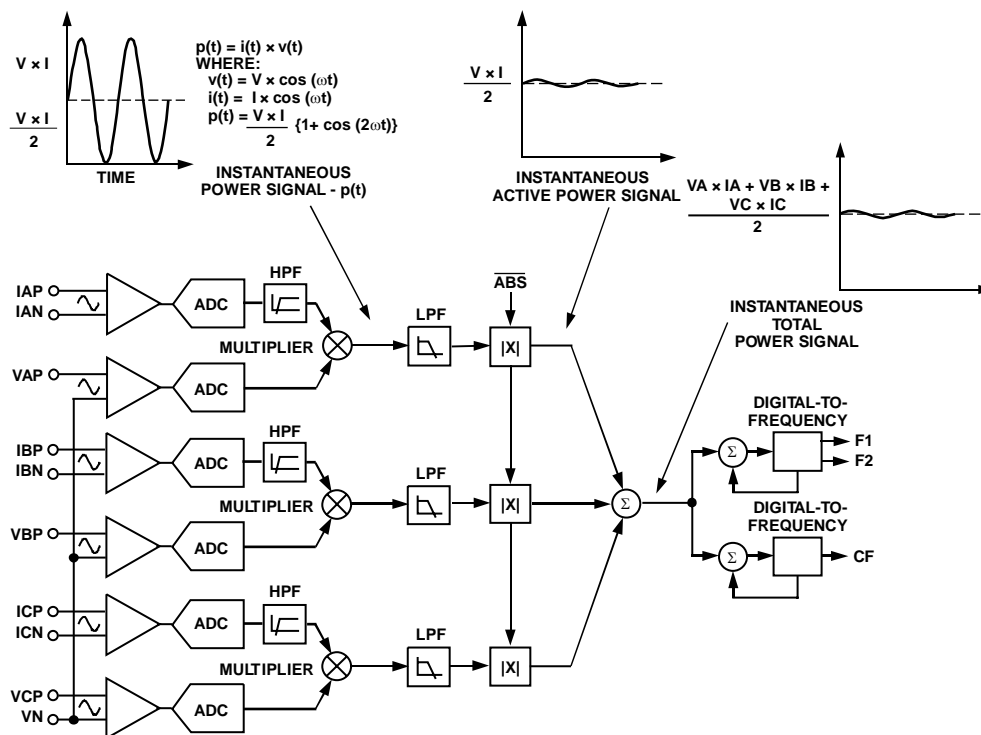 V × I
V × I
2
TIME
p(t) = i(t) × v(t)
WHERE:
v(t) = V × cos (ωt)
i(t) = I × cos (ωt)
p(t) = V × I
2
{1+ cos (2ωt)}
INSTANTANEOUS
POWER SIGNAL - p(t)
V × I
2
INSTANTANEOUS
ACTIVE POWER SIGNAL
VA × IA + VB × IB +
VC × IC
2
INSTANTANEOUS
TOTAL
POWER SIGNAL
IAP
IAN
ADC
HPF
MULTIPLIER
LPF
ABS
|X|
VAP
ADC
IBP
IBN
ADC
HPF
MULTIPLIER
LPF
|X|
Σ
VBP
ADC
ICP
ICN
ADC
HPF
MULTIPLIER
LPF
|X|
VCP
VN
ADC
DIGITAL-TO-
FREQUENCY
Σ
F1
F2
DIGITAL-TO-
FREQUENCY
Σ
CF